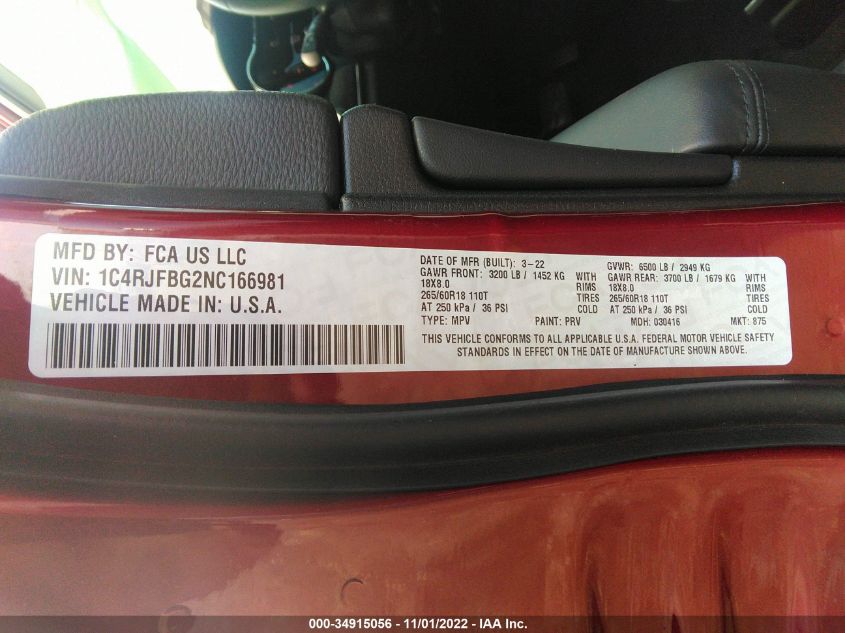 MFD BY: FCA US LLC
VIN: 1C4RJFBG2NC166981
VEHICLE MADE IN: U.S.A.
DATE OF MFR (BUILT): 3-22 GVWR: 6500 LB / 2949 KG
GAWR FRONT: 3200 LB / 1452 KG WITH GAWR REAR: 3700 LB / 1679 KG WITH
18X8.0 RIMS 18X8.0 RIMS
265/60R18 110T TIRES 265/60R18 110T TIRES
AT 250 kPa / 36 PSI COLD AT 250 kPa / 36 PSI COLD
TYPE: MPV PAINT: PRV MDH: 030416 MKT: 875
THIS VEHICLE CONFORMS TO ALL APPLICABLE U.S.A. FEDERAL MOTOR VEHICLE SAFETY
STANDARDS IN EFFECT ON THE DATE OF MANUFACTURE SHOWN ABOVE.
000-34915056 - 11/01/2022 - IAA Inc.